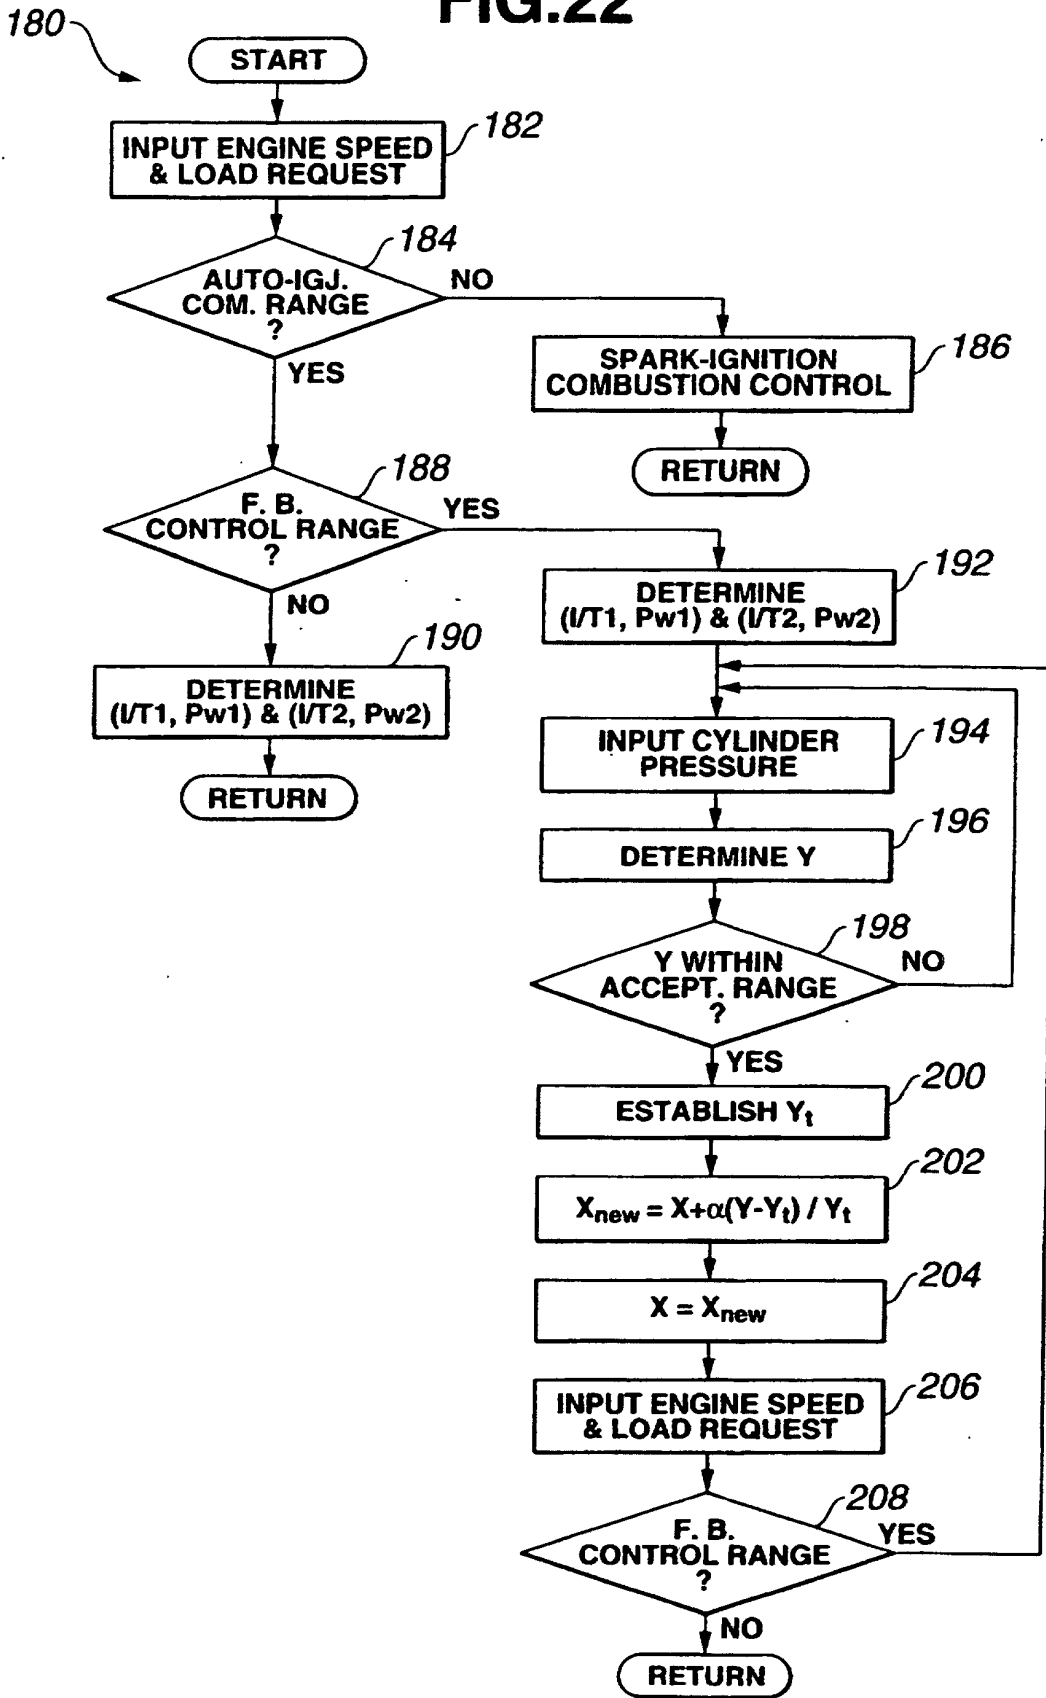 FIG.22
180
START
182
INPUT ENGINE SPEED
& LOAD REQUEST
184
AUTO-IGJ.
COM. RANGE
?
NO
YES
186
SPARK-IGNITION
COMBUSTION CONTROL
RETURN
188
F. B.
CONTROL RANGE
?
YES
NO
190
DETERMINE
(I/T1, Pw1) & (I/T2, Pw2)
RETURN
192
DETERMINE
(I/T1, Pw1) & (I/T2, Pw2)
194
INPUT CYLINDER
PRESSURE
196
DETERMINE Y
198
Y WITHIN
ACCEPT. RANGE
?
NO
YES
200
ESTABLISH Yt
202
Xnew = X+α(Y-Yt) / Yt
204
X = Xnew
206
INPUT ENGINE SPEED
& LOAD REQUEST
208
F. B.
CONTROL RANGE
?
YES
NO
RETURN